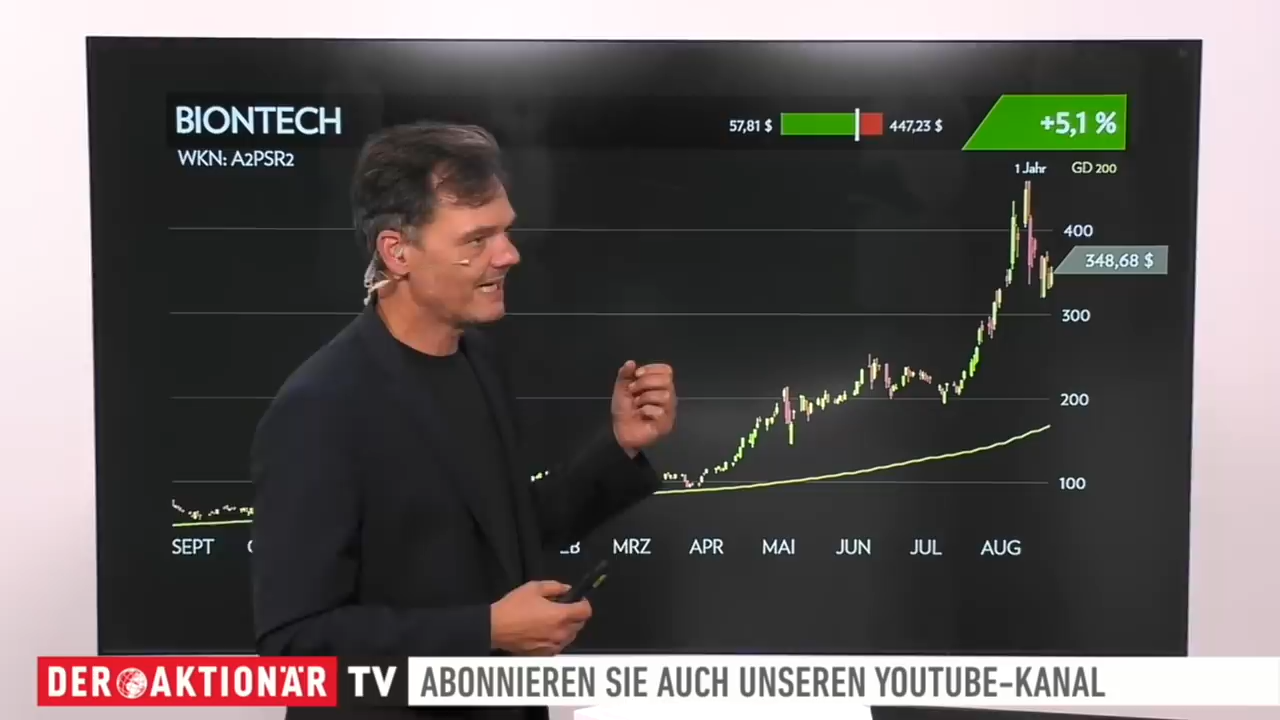 BIONTECH
WKN: A2PSR2
57,81 $
447,23 $
+5,1 %
1 Jahr
GD 200
400
348,68 $
300
200
100
SEPT
MRZ
APR
MAI
JUN
JUL
AUG
DER AKTIONÄR TV
ABONNIEREN SIE AUCH UNSEREN YOUTUBE-KANAL